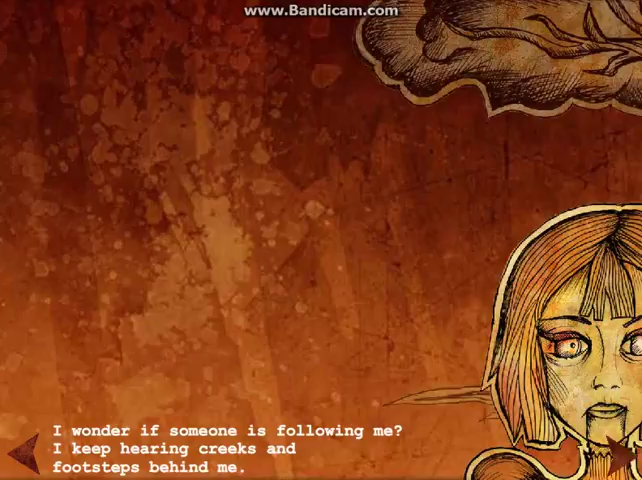 www.Bandicam.com
I wonder if someone is following me?
I keep hearing creeks and
footsteps behind me.